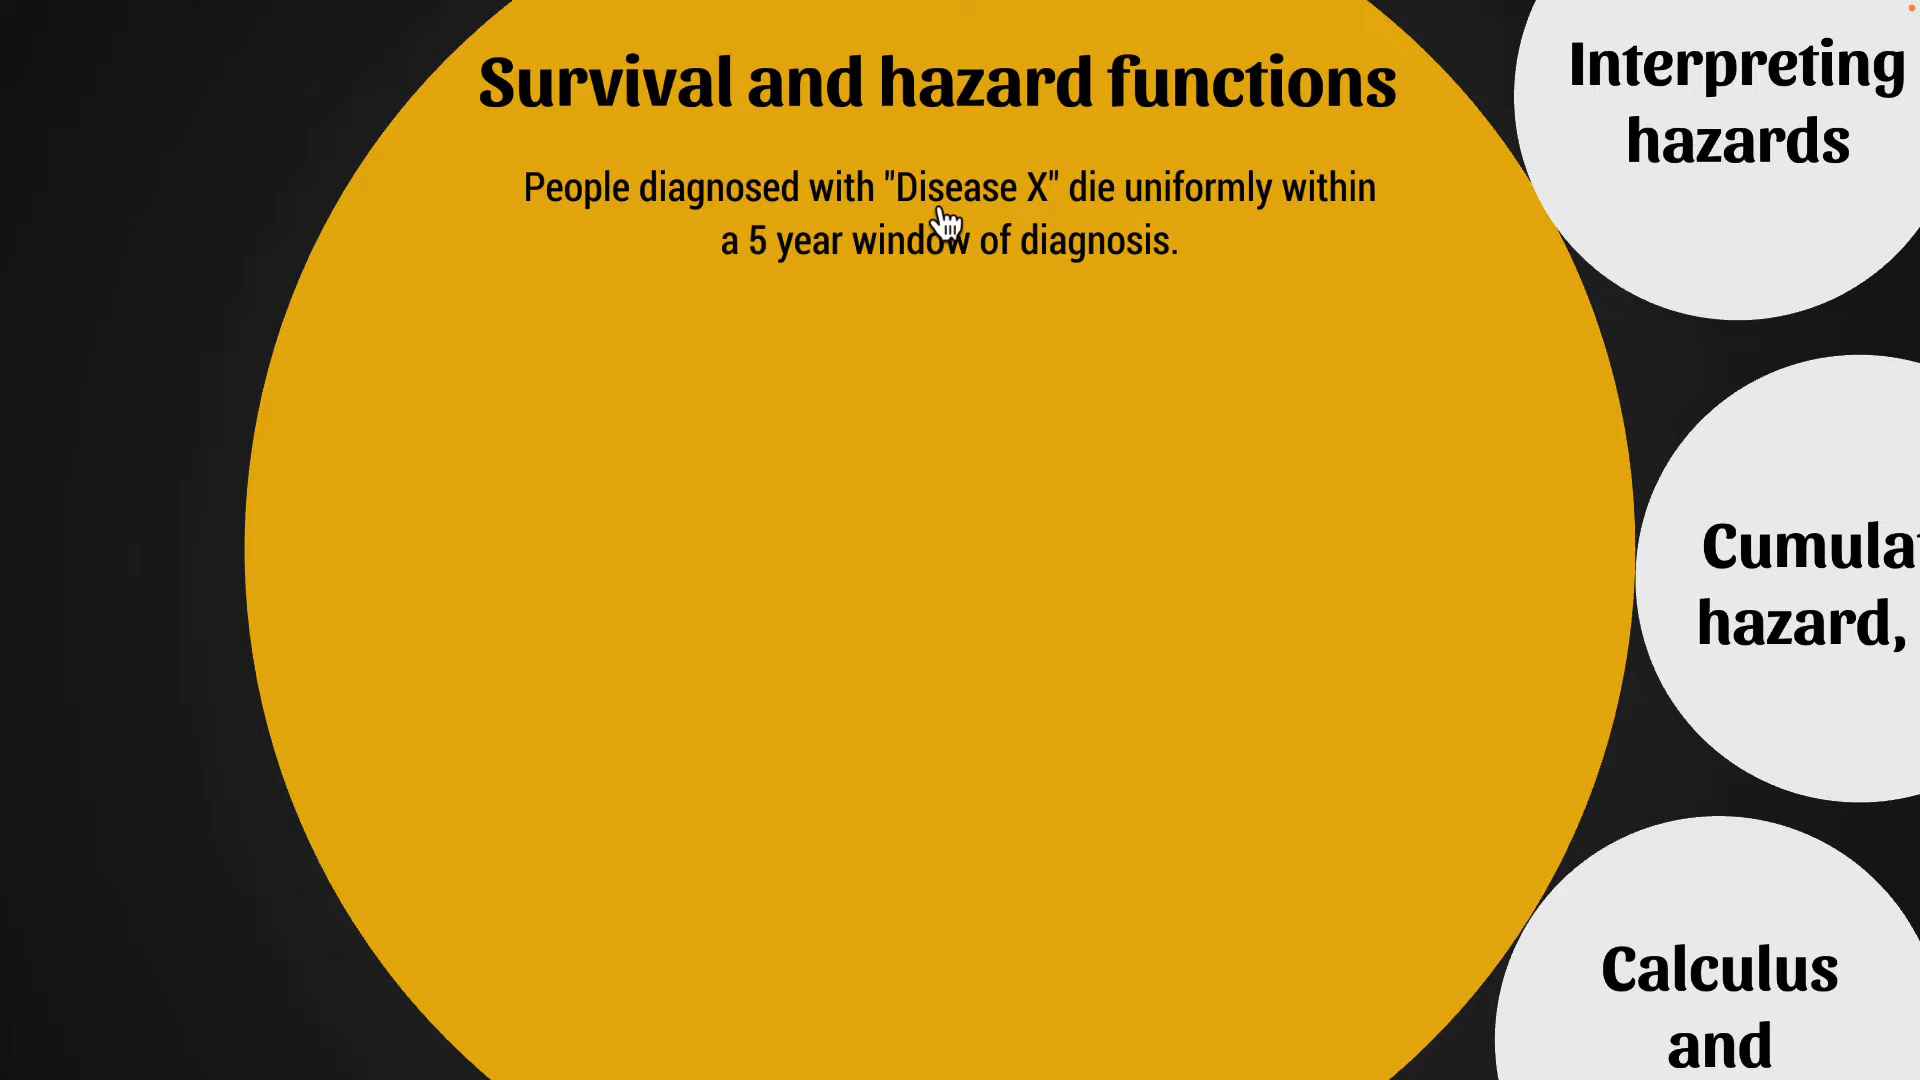 Survival and hazard functions
People diagnosed with "Disease X" die uniformly within
a 5 year window of diagnosis.
Interpreting
hazards
hazard,
Calculus
and